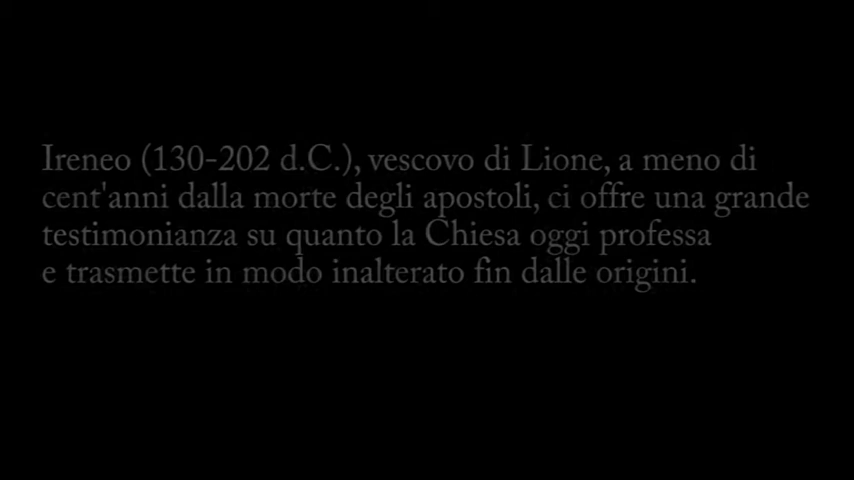 Ireneo (130-202 d.C.), vescovo di Lione, a meno di
cent'anni dalla morte degli apostoli, ci offre una grande
testimonianza su quanto la Chiesa oggi professa
e trasmette in modo inalterato fin dalle origini.